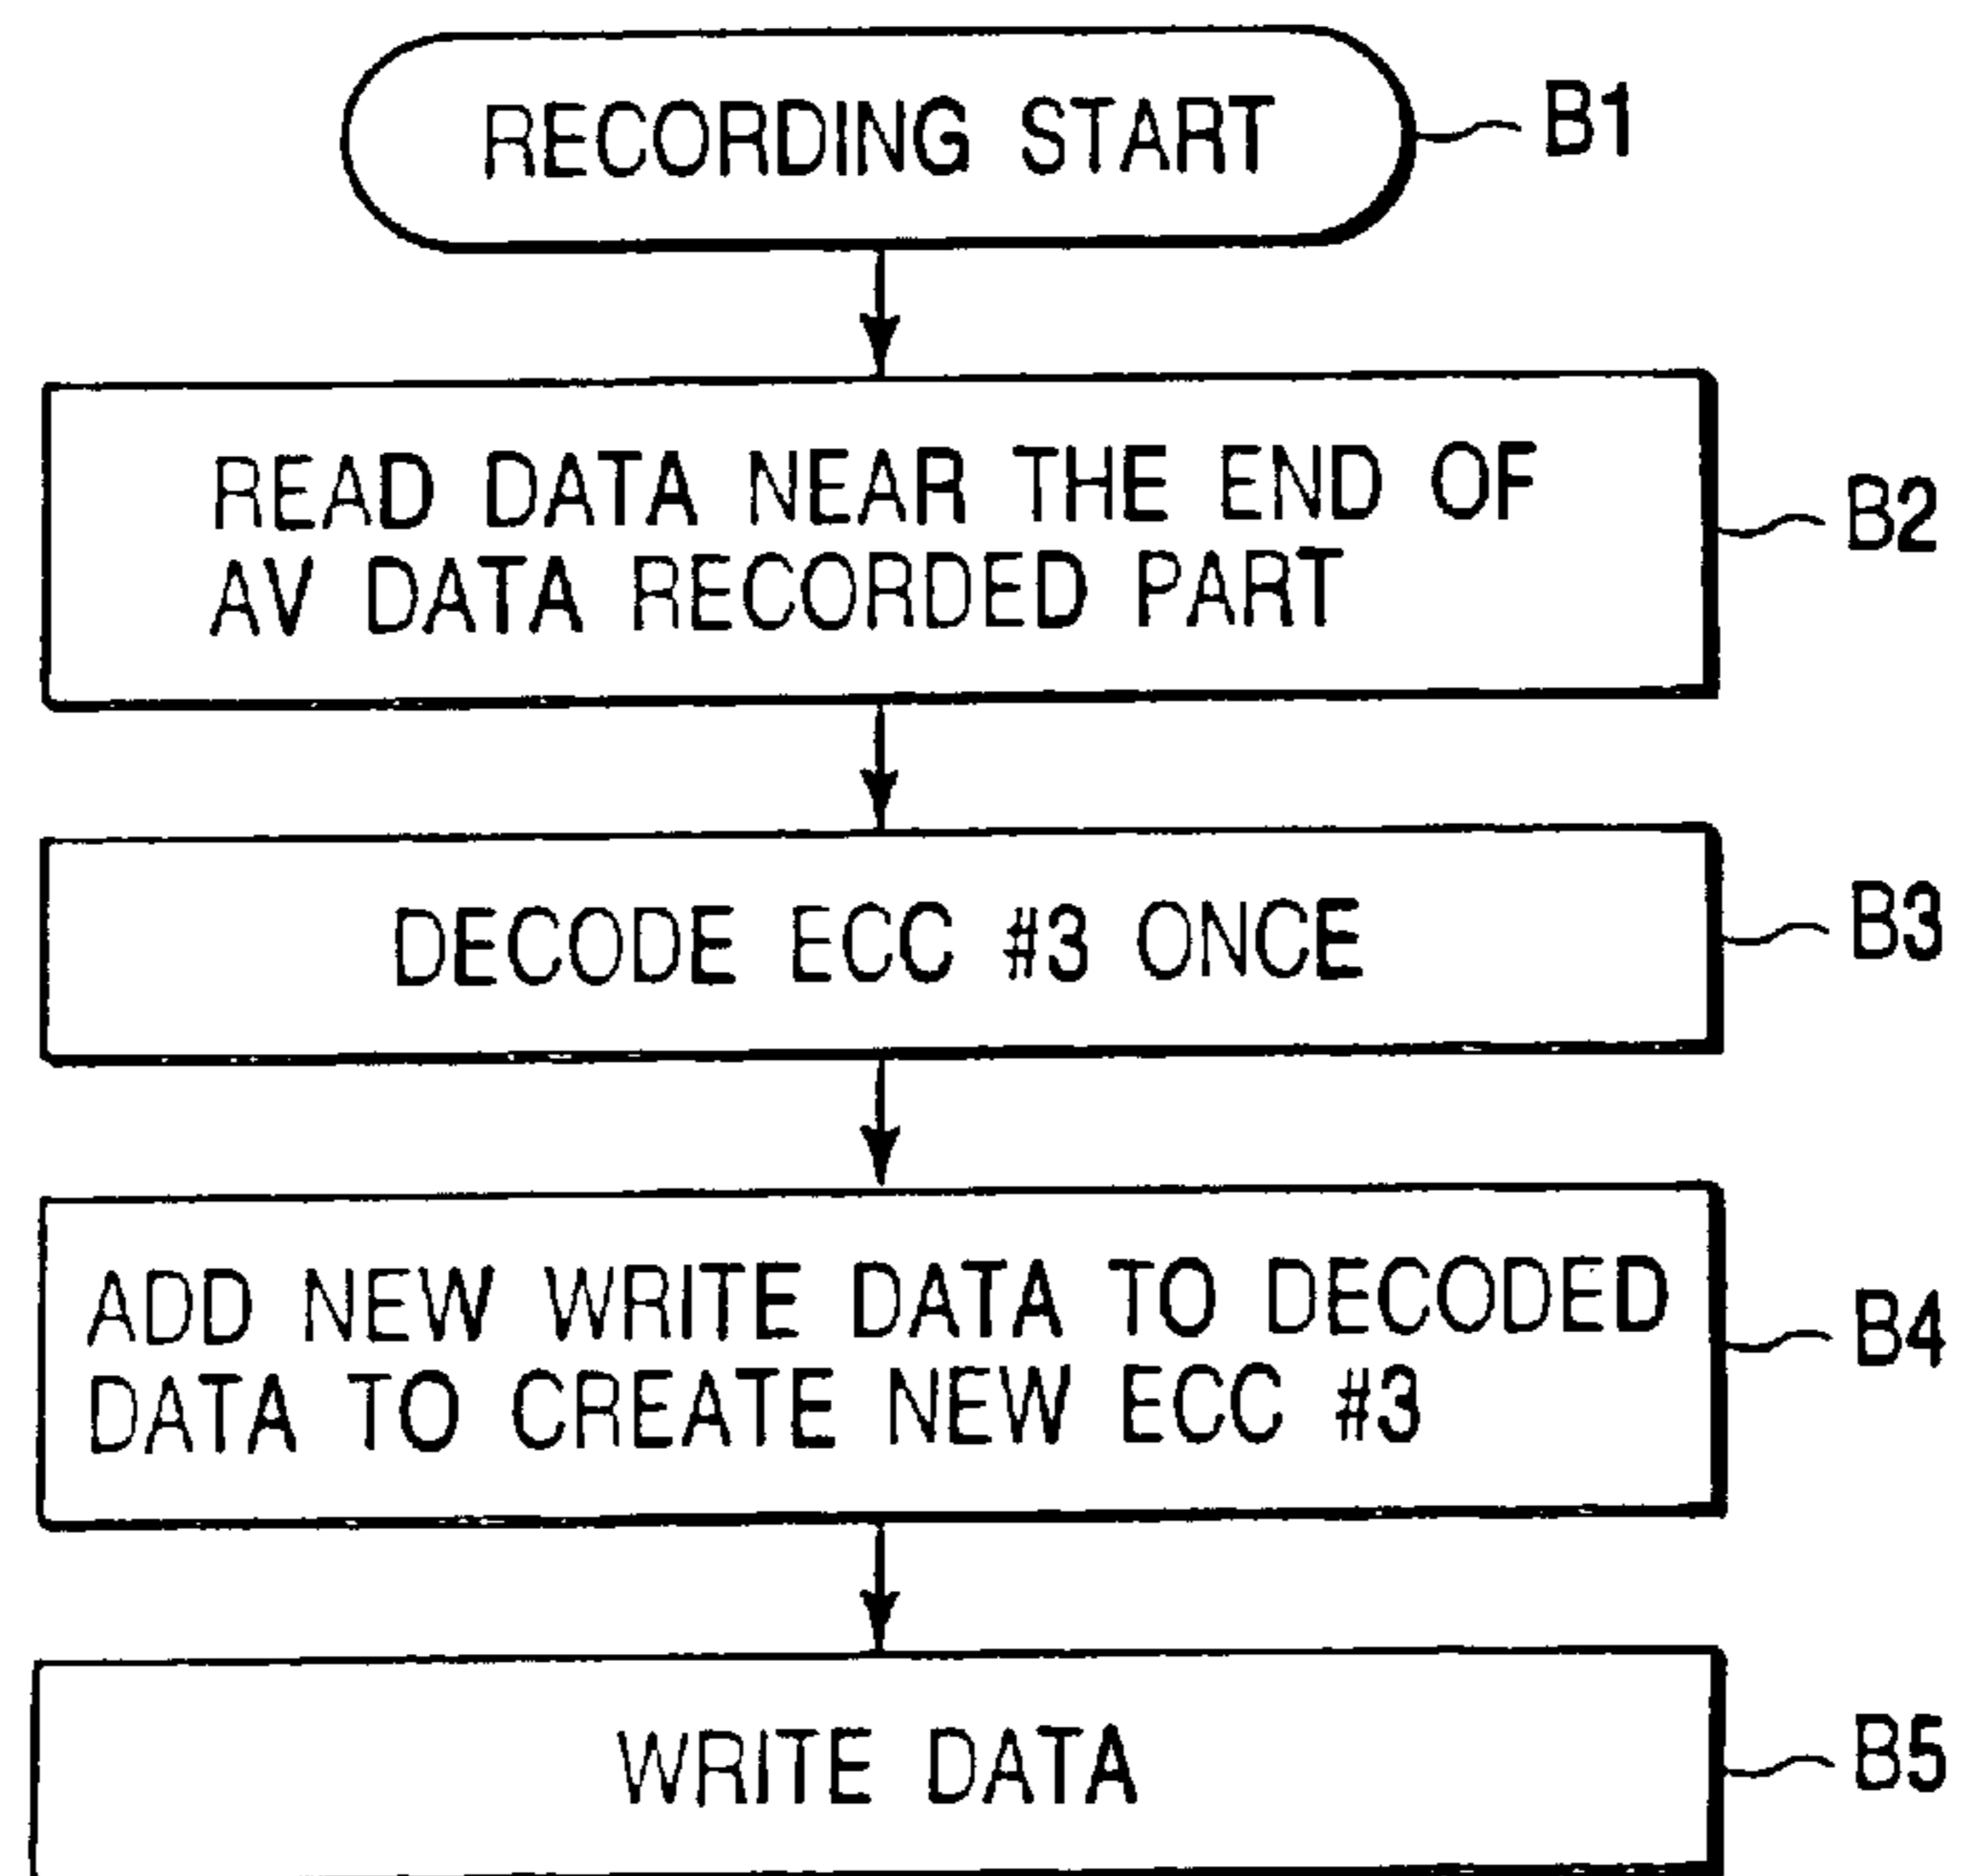 RECORDING START
B1
READ DATA NEAR THE END OF
AV DATA RECORDED PART
B2
DECODE ECC #3 ONCE
B3
ADD NEW WRITE DATA TO DECODED
DATA TO CREATE NEW ECC #3
B4
WRITE DATA
B5